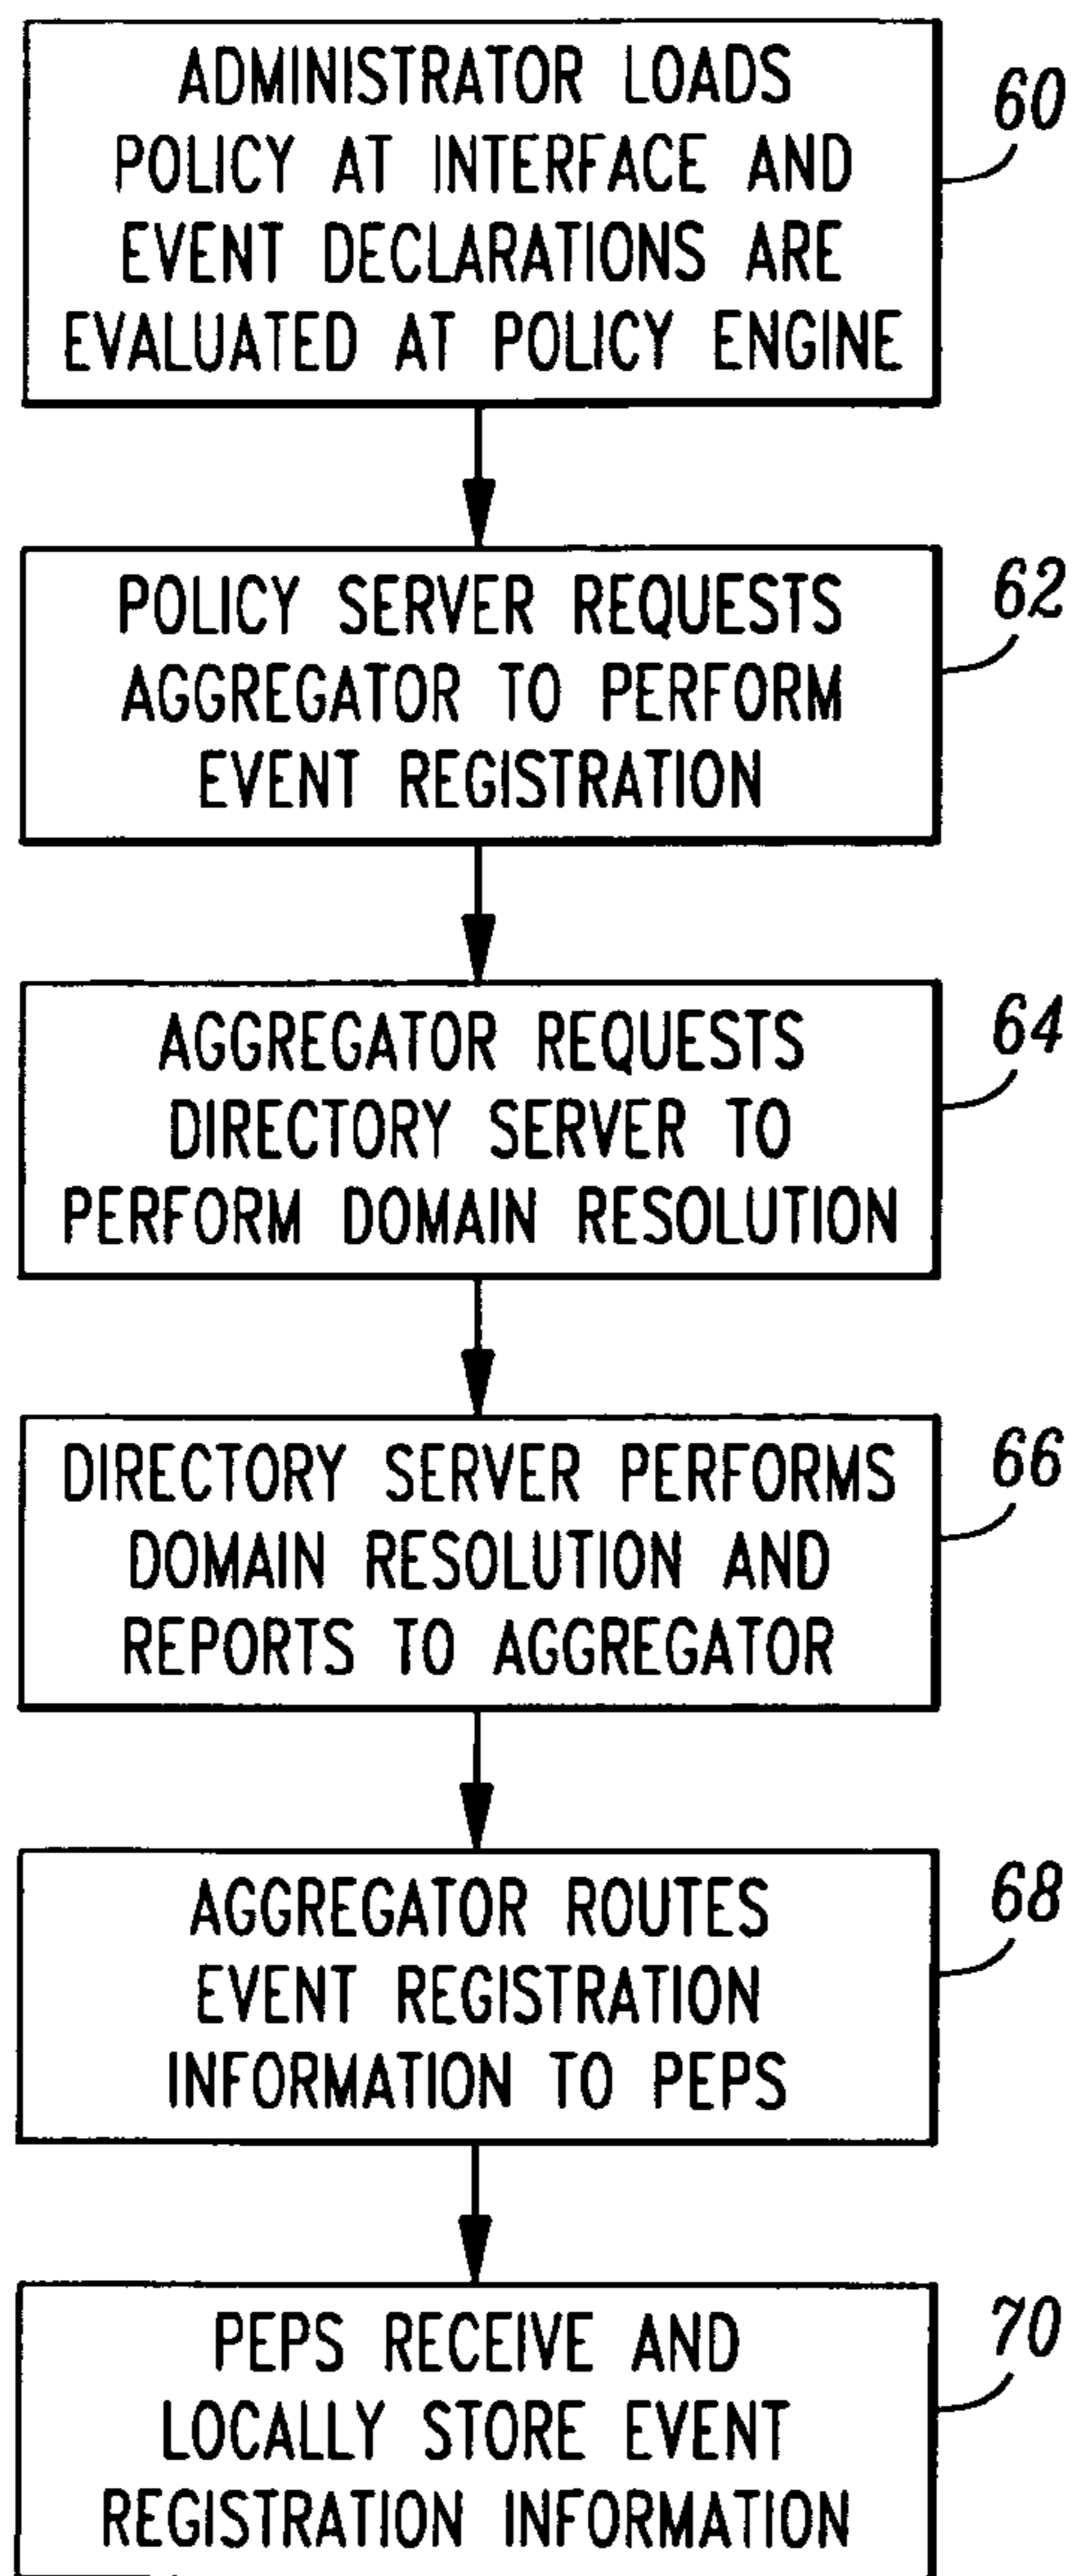 ADMINISTRATOR LOADS
POLICY AT INTERFACE AND
EVENT DECLARATIONS ARE
EVALUATED AT POLICY ENGINE
60
POLICY SERVER REQUESTS
AGGREGATOR TO PERFORM
EVENT REGISTRATION
62
AGGREGATOR REQUESTS
DIRECTORY SERVER TO
PERFORM DOMAIN RESOLUTION
64
DIRECTORY SERVER PERFORMS
DOMAIN RESOLUTION AND
REPORTS TO AGGREGATOR
66
AGGREGATOR ROUTES
EVENT REGISTRATION
INFORMATION TO PEPS
68
PEPS RECEIVE AND
LOCALLY STORE EVENT
REGISTRATION INFORMATION
70